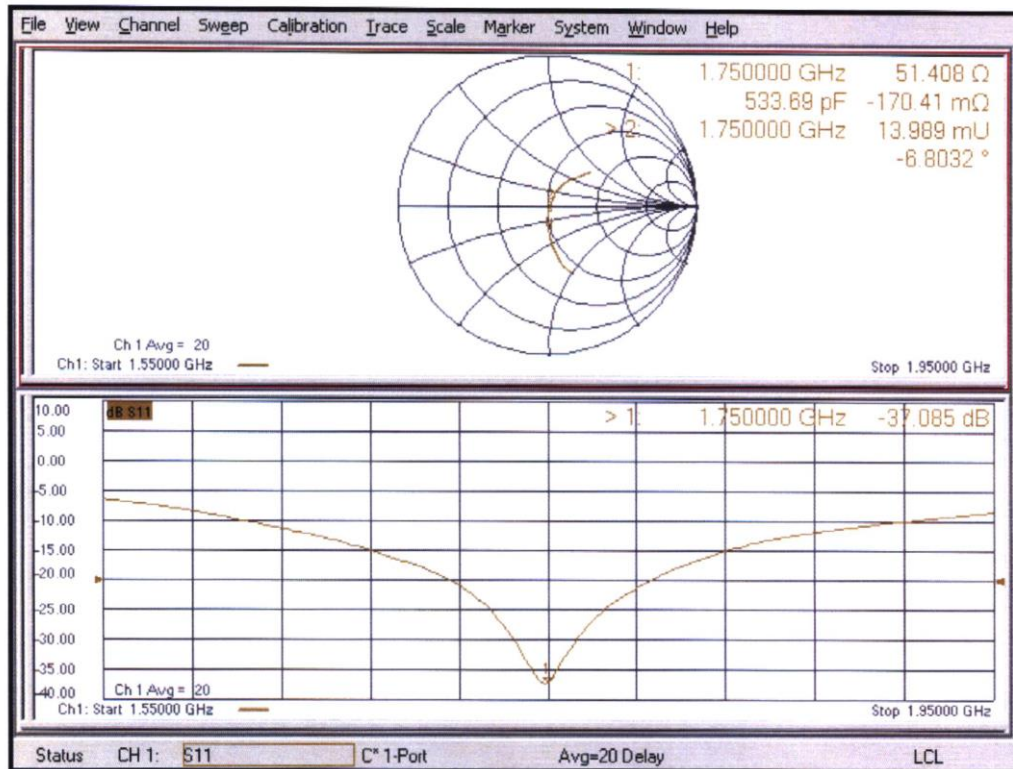 File View Channel Sweep Calibration Trace Scale Marker System Window Help
1: 1.750000 GHz 51.408 Ω
533.69 pF -170.41 mΩ
> 2: 1.750000 GHz 13.989 mU
-6.8032 °
Ch 1 Avg = 20
Ch1: Start 1.55000 GHz
Stop 1.95000 GHz
10.00
dB S11
> 1: 1.750000 GHz -37.085 dB
5.00
0.00
-5.00
-10.00
-15.00
-20.00
-25.00
-30.00
-35.00
1
-40.00
Ch 1 Avg = 20
Ch1: Start 1.55000 GHz
Stop 1.95000 GHz
Status CH 1: S11 C* 1-Port Avg=20 Delay LCL